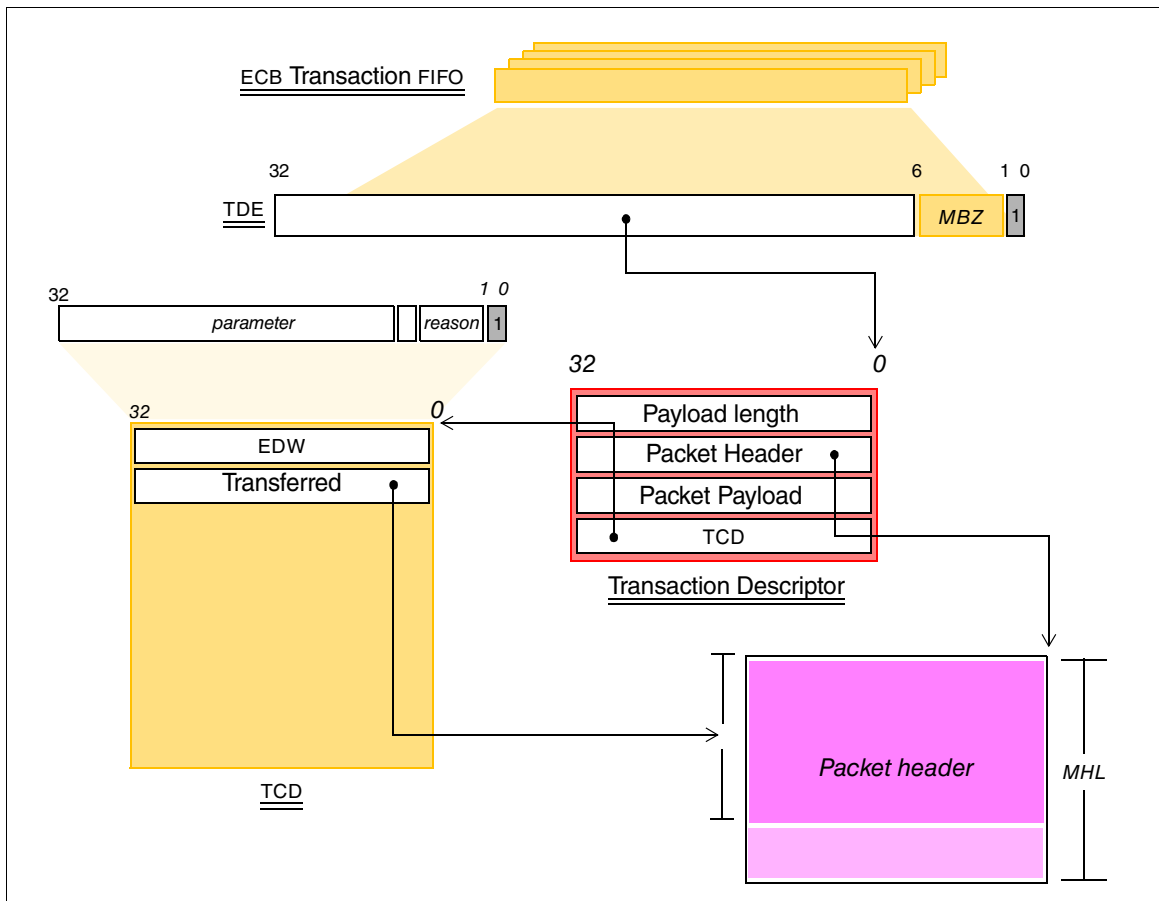 ECB Transaction FIFO
32 6 1 0
TDE MBZ 1
32 1 0
parameter reason 1
32 0
Payload length
Packet Header
Packet Payload
TCD
Transaction Descriptor
32 0
EDW
Transferred
TCD
Packet header
MHL